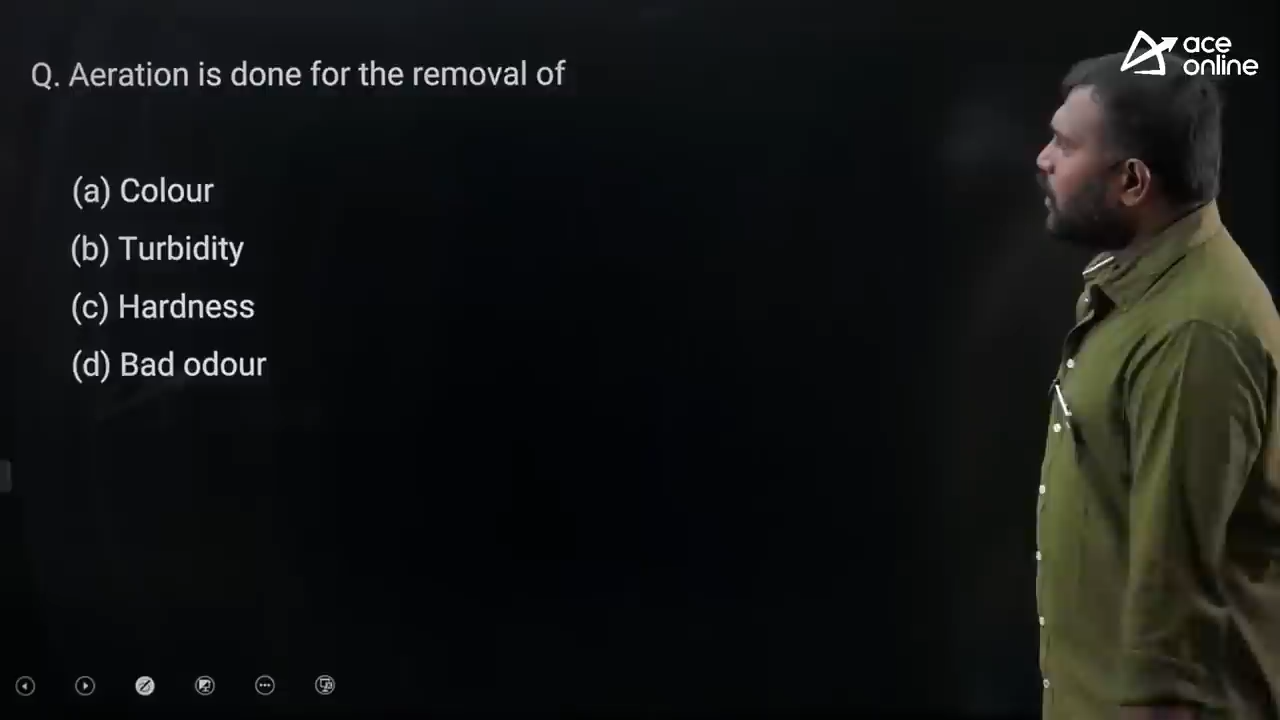 ace
online
Q. Aeration is done for the removal of
(a) Colour
(b) Turbidity
(c) Hardness
(d) Bad odour